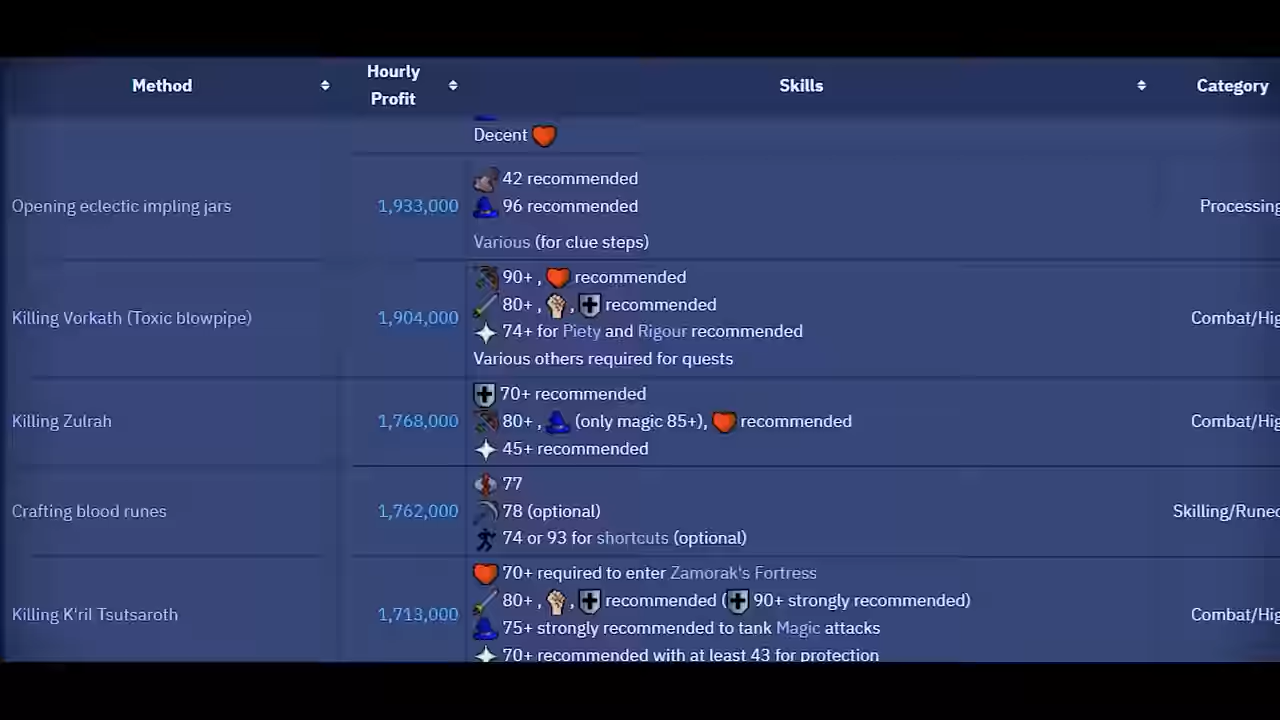 Method
Hourly
Profit
Skills
Category
Decent
Opening eclectic impling jars
1,933,000
42 recommended
96 recommended
Various (for clue steps)
Processing
Killing Vorkath (Toxic blowpipe)
1,904,000
90+ , recommended
80+ , , recommended
74+ for Piety and Rigour recommended
Various others required for quests
Combat/Hig
Killing Zulrah
1,768,000
70+ recommended
80+ , (only magic 85+), recommended
45+ recommended
Combat/Hig
Crafting blood runes
1,762,000
77
78 (optional)
74 or 93 for shortcuts (optional)
Skilling/Runec
Killing K'ril Tsutsaroth
1,713,000
70+ required to enter Zamorak's Fortress
80+ , , recommended ( 90+ strongly recommended)
75+ strongly recommended to tank Magic attacks
70+ recommended with at least 43 for protection
Combat/Hig